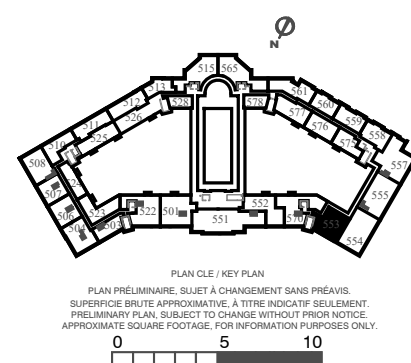 N
515 565
513 561
512 528 578 560
511 526 577 559
510 525 576 558
508 575 557
507 524 555
506 523 522 501 552 570 553
504 503 551 554
PLAN CLE / KEY PLAN
PLAN PRÉLIMINAIRE, SUJET À CHANGEMENT SANS PRÉAVIS.
SUPERFICIE BRUTE APPROXIMATIVE, À TITRE INDICATIF SEULEMENT.
PRELIMINARY PLAN, SUBJECT TO CHANGE WITHOUT PRIOR NOTICE.
APPROXIMATE SQUARE FOOTAGE, FOR INFORMATION PURPOSES ONLY.
0 5 10